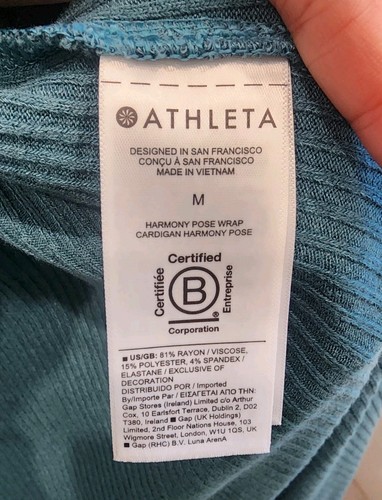 ATHLETA
DESIGNED IN SAN FRANCISCO
CONÇU À SAN FRANCISCO
MADE IN VIETNAM
M
HARMONY POSE WRAP
CARDIGAN HARMONY POSE
Certified
Certifiée
B
Entreprise
®
Corporation
■ US/GB: 81% RAYON / VISCOSE,
15% POLYESTER, 4% SPANDEX /
ELASTANE / EXCLUSIVE OF
DECORATION
DISTRIBUIDO POR / Imported
By/Importe Par / ΕΙΣΑΓΕΤΑΙ ΑΠΟ ΤΗΝ:
Gap Stores (Ireland) Limited c/o Arthur
Cox, 10 Earlsfort Terrace, Dublin 2, D02
T380, Ireland ■ Gap (UK Holdings)
Limited, 2nd Floor Nations House, 103
Wigmore Street, London, W1U 1QS, UK
■ Gap (RHC) B.V. Luna ArenA